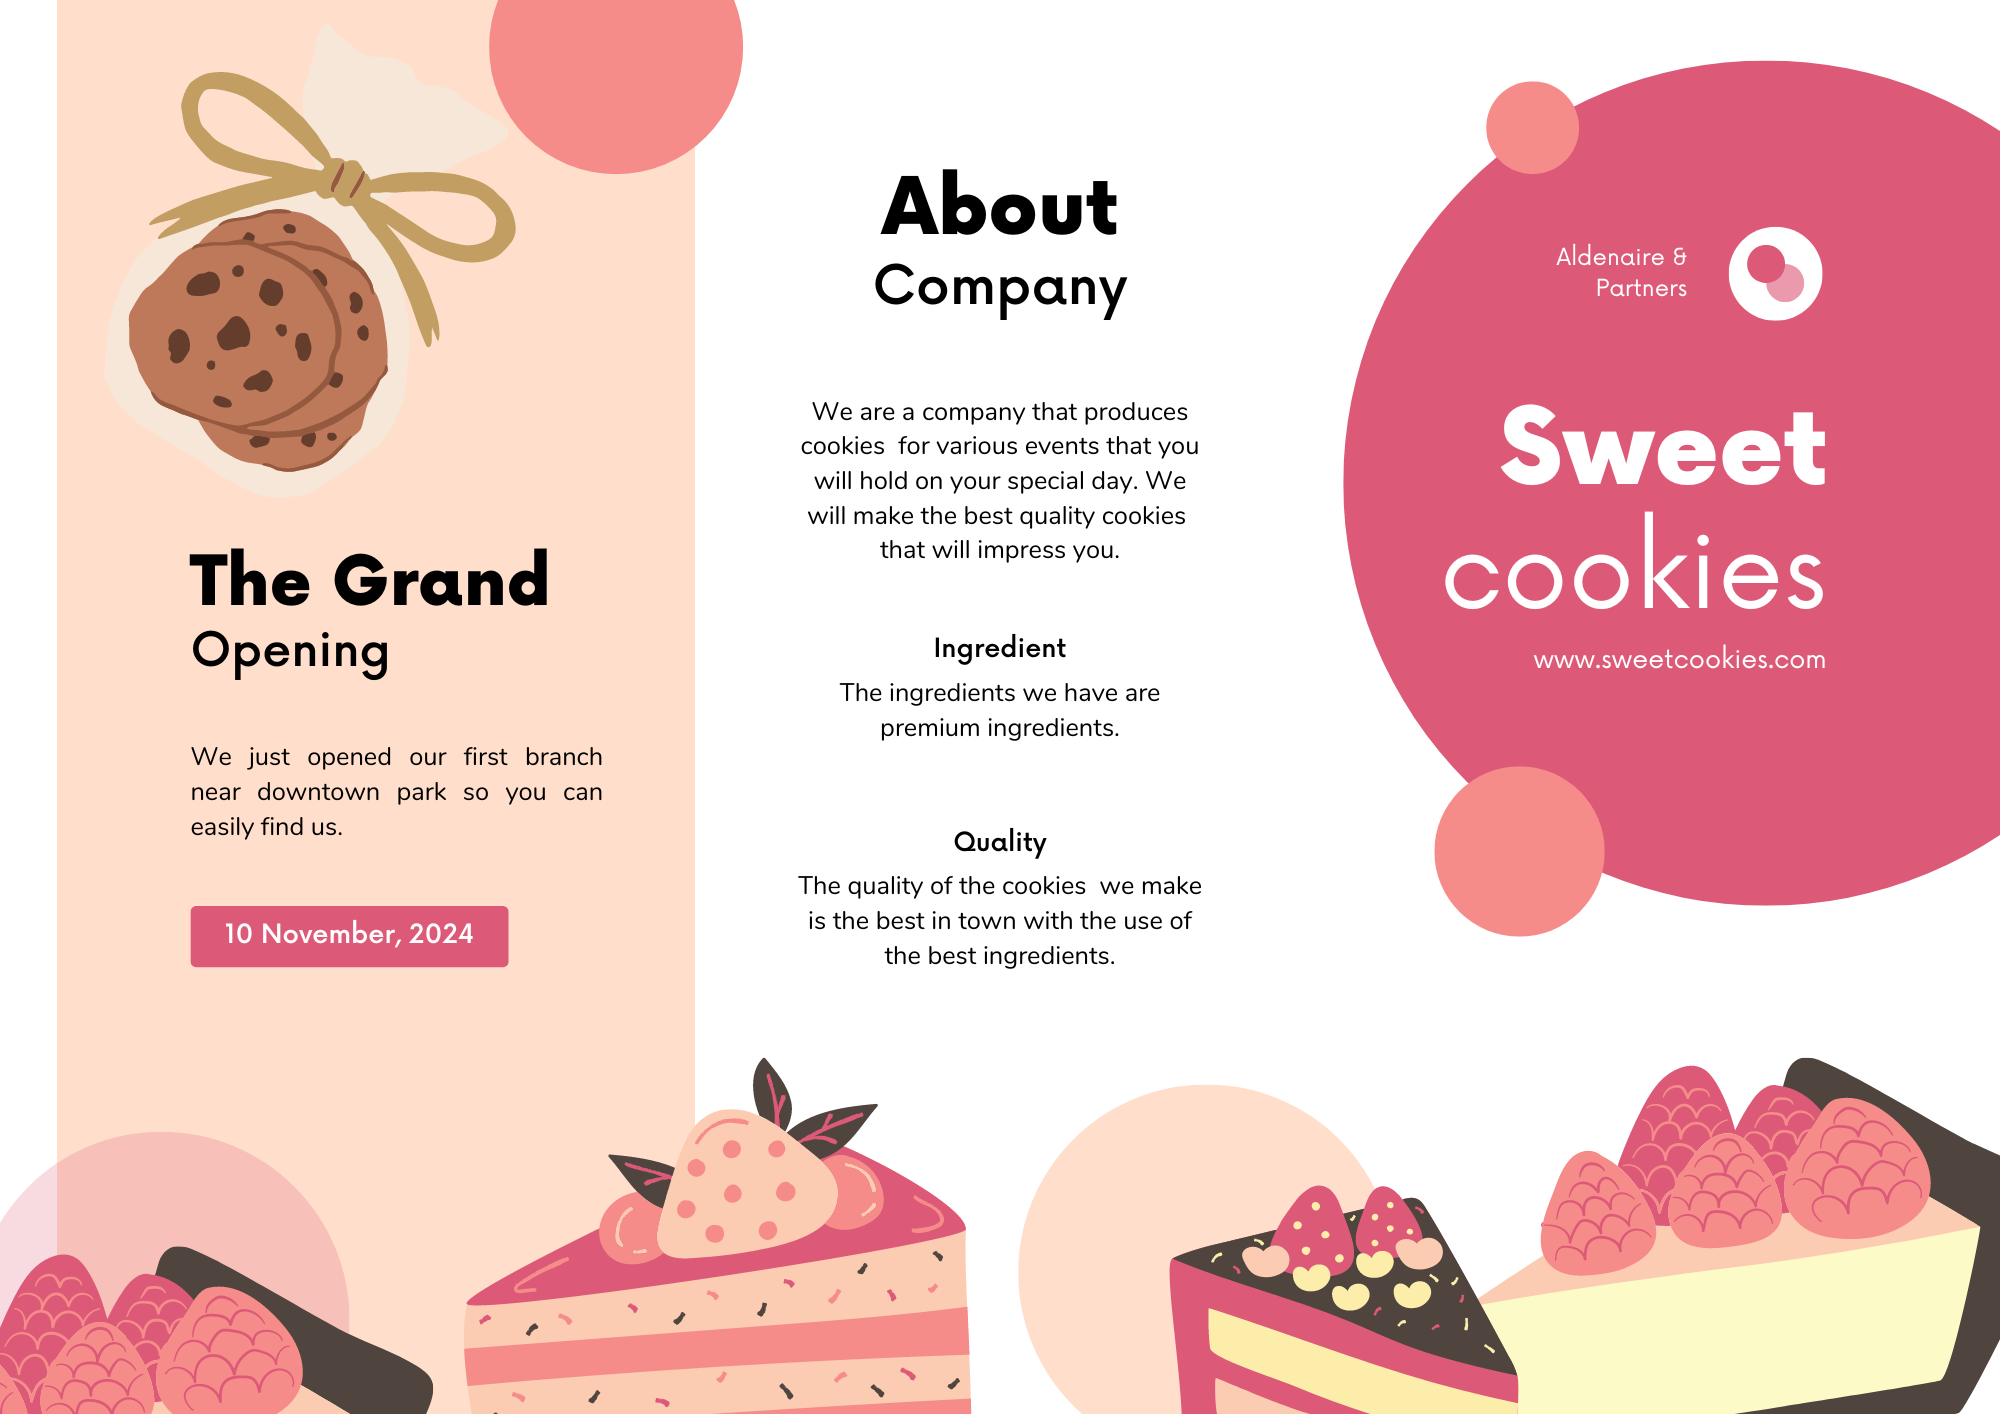 The Grand
Opening
We just opened our first branch
near downtown park so you can
easily find us.
10 November, 2024
About
Company
We are a company that produces
cookies  for various events that you
will hold on your special day. We
will make the best quality cookies
that will impress you.
Ingredient
The ingredients we have are
premium ingredients.
Quality
The quality of the cookies  we make
is the best in town with the use of
the best ingredients.
Aldenaire &
Partners
Sweet
cookies
www.sweetcookies.com